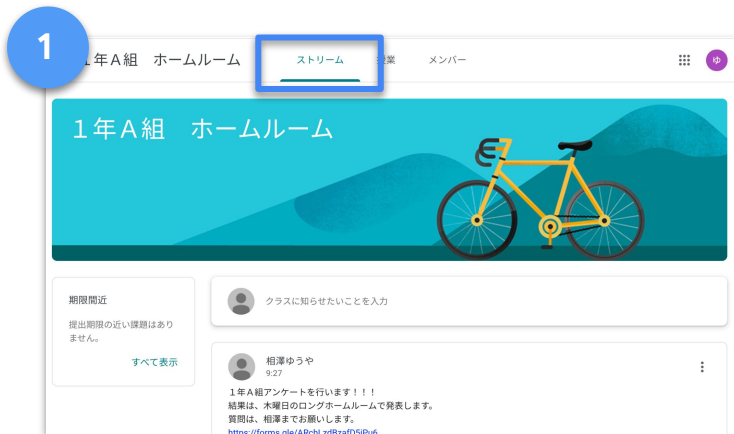 1
１年Ａ組　ホームルーム
ストリーム
授業
メンバー
ゆ
１年Ａ組　ホームルーム
期限間近
提出期限の近い課題はあり
ません。
すべて表示
クラスに知らせたいことを入力
相澤ゆうや
9:27
１年Ａ組アンケートを行います！！！
結果は、木曜日のロングホームルームで発表します。
質問は、相澤までお願いします。